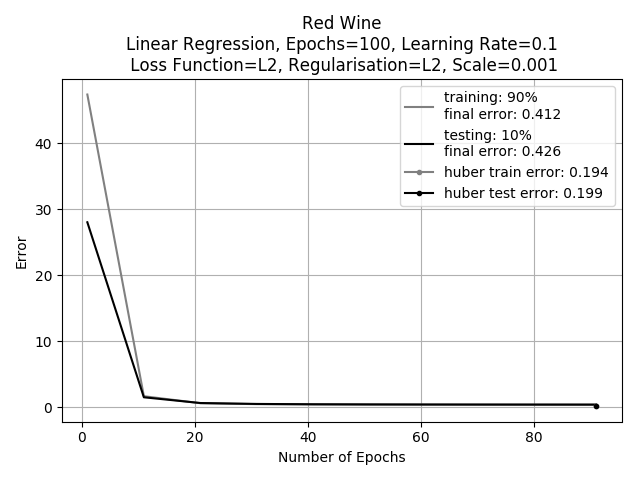 Red Wine
Linear Regression, Epochs=100, Learning Rate=0.1
Loss Function=L2, Regularisation=L2, Scale=0.001
training: 90%
final error: 0.412
testing: 10%
final error: 0.426
huber train error: 0.194
huber test error: 0.199
Error
40
30
20
10
0
0 20 40 60 80
Number of Epochs